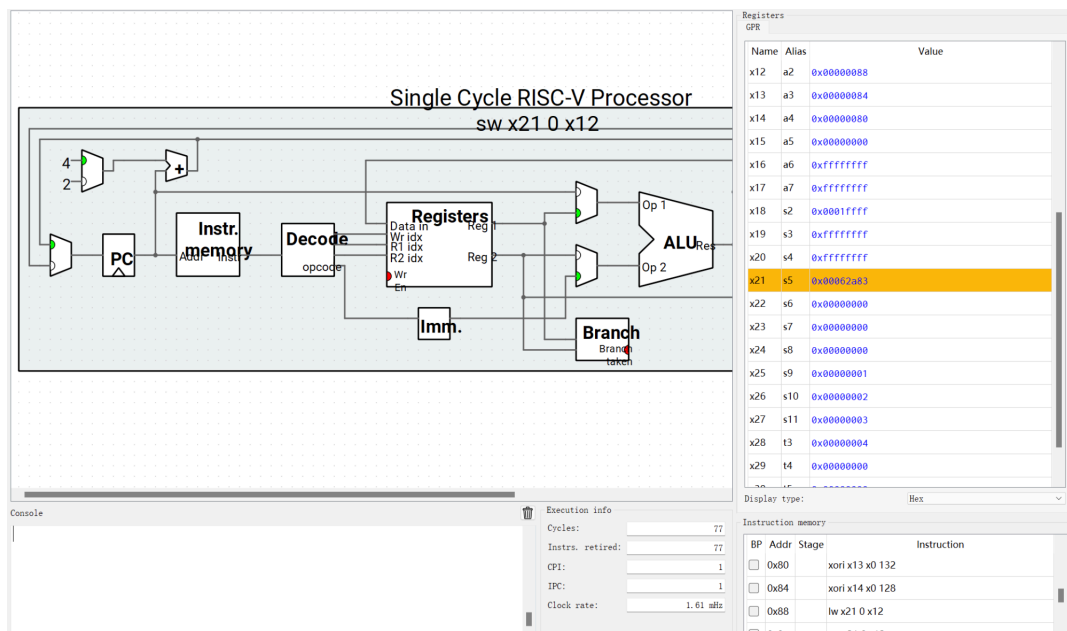 Registers
GPR
Name Alias Value
x12 a2 0x00000088
x13 a3 0x00000084
x14 a4 0x00000080
x15 a5 0x00000000
x16 a6 0xffffffff
x17 a7 0xffffffff
x18 s2 0x0001ffff
x19 s3 0xffffffff
x20 s4 0xffffffff
x21 s5 0x00062a83
x22 s6 0x00000000
x23 s7 0x00000000
x24 s8 0x00000000
x25 s9 0x00000001
x26 s10 0x00000002
x27 s11 0x00000003
x28 t3 0x00000004
x29 t4 0x00000000
Display type: Hex
Single Cycle RISC-V Processor
sw x21 0 x12
4
2
+
PC
Instr.
memory
Addr Instr
Decode
opcode
Registers
Data in Reg 1
Wr idx
R1 idx
R2 idx Reg 2
Wr
En
Imm.
Op 1
ALU
Res
Op 2
Branch
Branch
taken
Console
Execution info
Cycles: 77
Instrs. retired: 77
CPI: 1
IPC: 1
Clock rate: 1.61 mHz
Instruction memory
BP Addr Stage Instruction
0x80 xori x13 x0 132
0x84 xori x14 x0 128
0x88 lw x21 0 x12